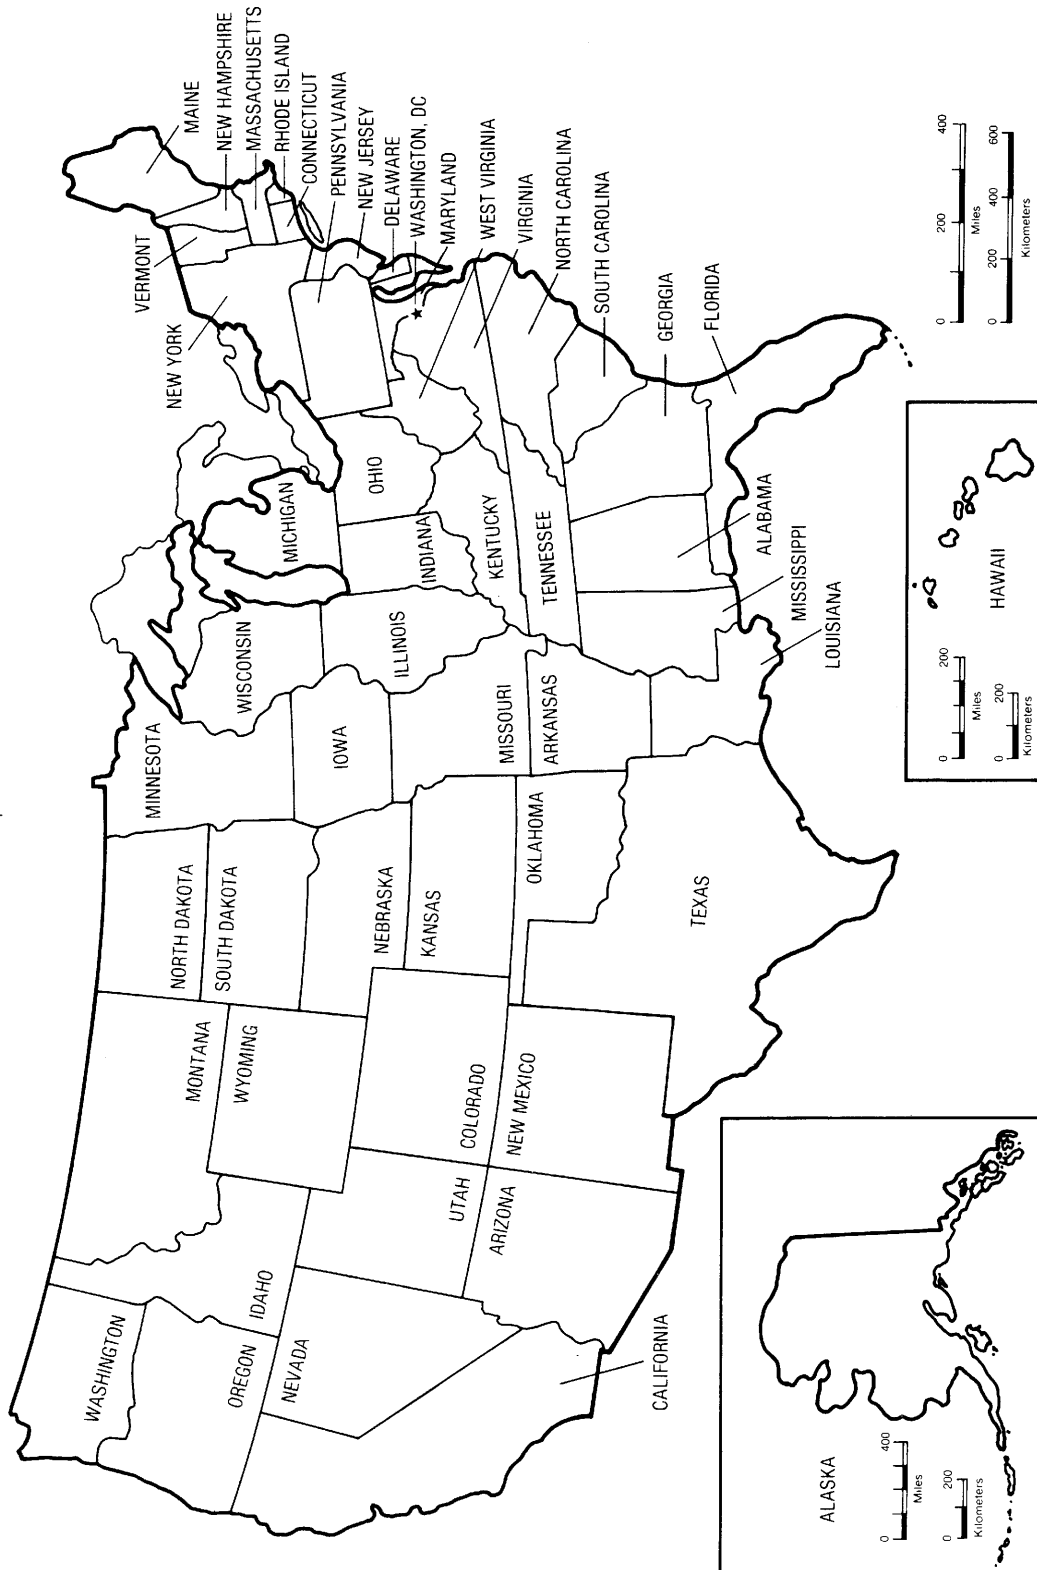 WASHINGTON
OREGON
IDAHO
MONTANA
WYOMING
NORTH DAKOTA
SOUTH DAKOTA
MINNESOTA
WISCONSIN
MICHIGAN
NEVADA
UTAH
COLORADO
NEBRASKA
KANSAS
IOWA
MISSOURI
ILLINOIS
INDIANA
OHIO
KENTUCKY
TENNESSEE
CALIFORNIA
ARIZONA
NEW MEXICO
OKLAHOMA
ARKANSAS
TEXAS
LOUISIANA
MISSISSIPPI
ALABAMA
FLORIDA
GEORGIA
SOUTH CAROLINA
NORTH CAROLINA
VIRGINIA
WEST VIRGINIA
MARYLAND
WASHINGTON, DC
DELAWARE
NEW JERSEY
PENNSYLVANIA
CONNECTICUT
RHODE ISLAND
MASSACHUSETTS
NEW HAMPSHIRE
MAINE
VERMONT
NEW YORK
ALASKA
0 400
Miles
0 200
Kilometers
HAWAII
0 200
Miles
0 200
Kilometers
0 200 400
Miles
0 200 400 600
Kilometers